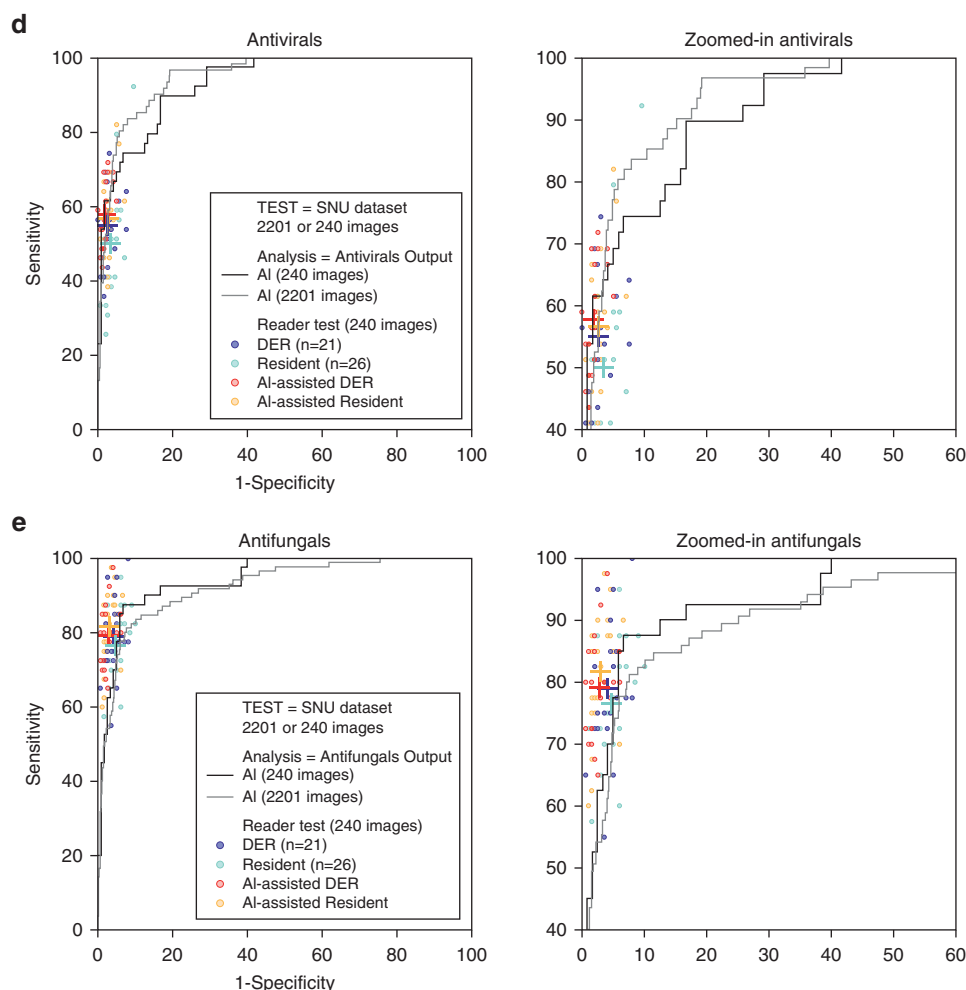 d
Antivirals
Zoomed-in antivirals
100
80
60
40
20
0
Sensitivity
TEST = SNU dataset
2201 or 240 images
Analysis = Antivirals Output
AI (240 images)
AI (2201 images)
Reader test (240 images)
DER (n=21)
Resident (n=26)
AI-assisted DER
AI-assisted Resident
0 20 40 60 80 100
1-Specificity
100
90
80
70
60
50
40
0 10 20 30 40 50 60
e
Antifungals
Zoomed-in antifungals
100
80
60
40
20
0
Sensitivity
TEST = SNU dataset
2201 or 240 images
Analysis = Antifungals Output
AI (240 images)
AI (2201 images)
Reader test (240 images)
DER (n=21)
Resident (n=26)
AI-assisted DER
AI-assisted Resident
0 20 40 60 80 100
1-Specificity
100
90
80
70
60
50
40
0 10 20 30 40 50 60